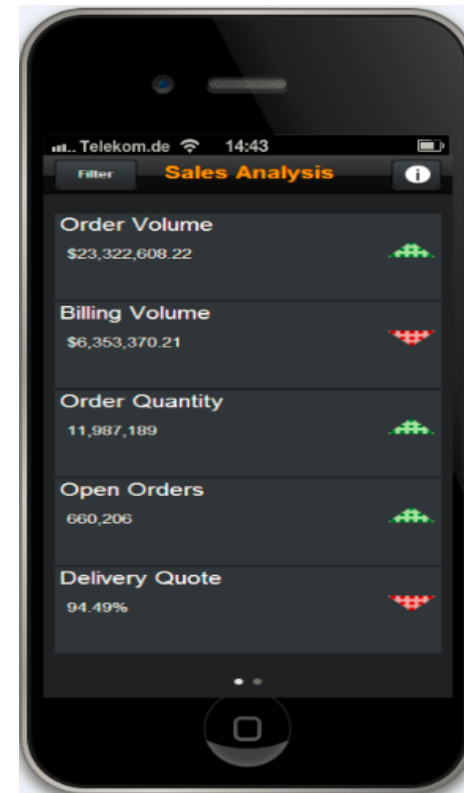 Telekom.de 14:43
Filter Sales Analysis i
Order Volume
$23,322,608.22
Billing Volume
$6,353,370.21
Order Quantity
11,987,189
Open Orders
660,206
Delivery Quote
94.49%